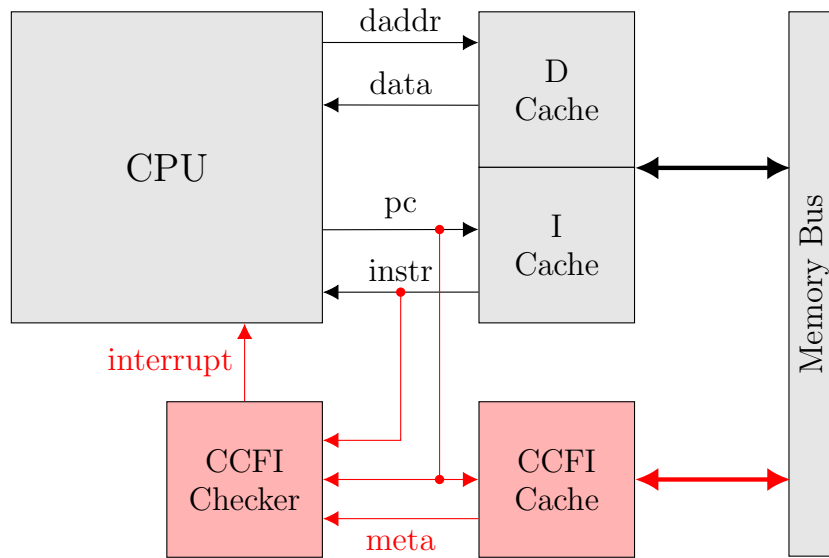 daddr
D
Cache
data
CPU
pc
I
Cache
instr
Memory Bus
interrupt
CCFI
Checker
CCFI
Cache
meta